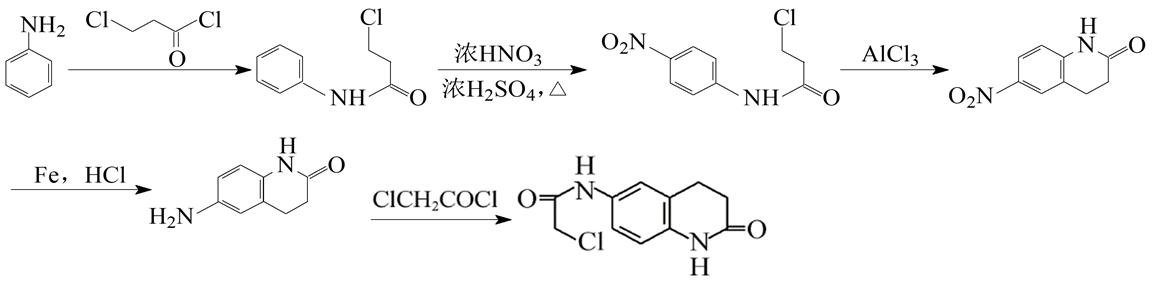 NH₂
Cl
Cl
O
Cl
NH
O
浓HNO₃
浓H₂SO₄,△
O₂N
Cl
NH
O
AlCl₃
H
N
O
O₂N
Fe，HCl
H
N
O
H₂N
ClCH₂COCl
H
N
O
Cl
N
H
O